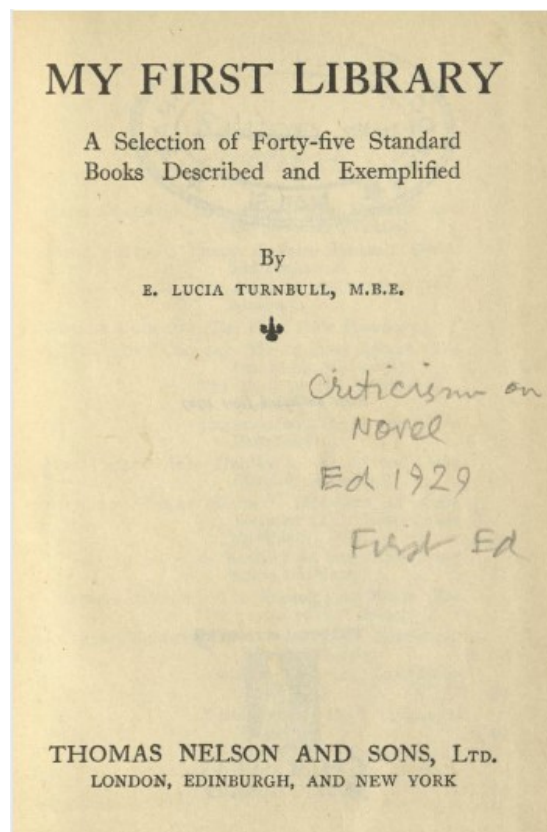 MY FIRST LIBRARY
A Selection of Forty-five Standard
Books Described and Exemplified
By
E. LUCIA TURNBULL, M.B.E.
Criticism on
Novel
Ed 1929
First Ed
THOMAS NELSON AND SONS, LTD.
LONDON, EDINBURGH, AND NEW YORK